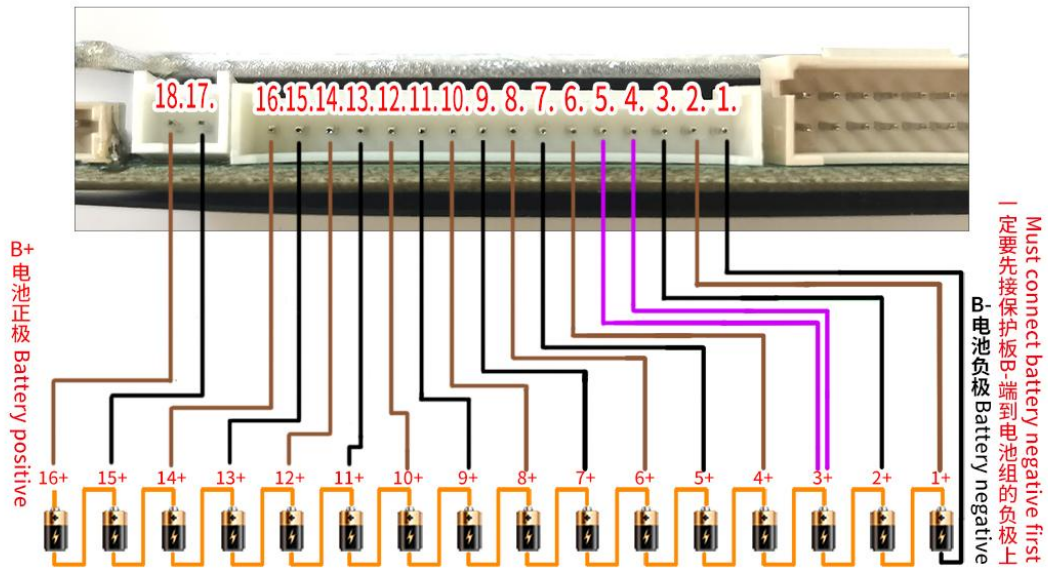 18.17. 16.15.14.13.12.11.10. 9. 8. 7. 6. 5. 4. 3. 2. 1.
B+ 电池正极 Battery positive
16+ 15+ 14+ 13+ 12+ 11+ 10+ 9+ 8+ 7+ 6+ 5+ 4+ 3+ 2+ 1+
B-电池负极 Battery negative
一定要先接保护板B-端到电池组的负极上
Must connect battery negative first